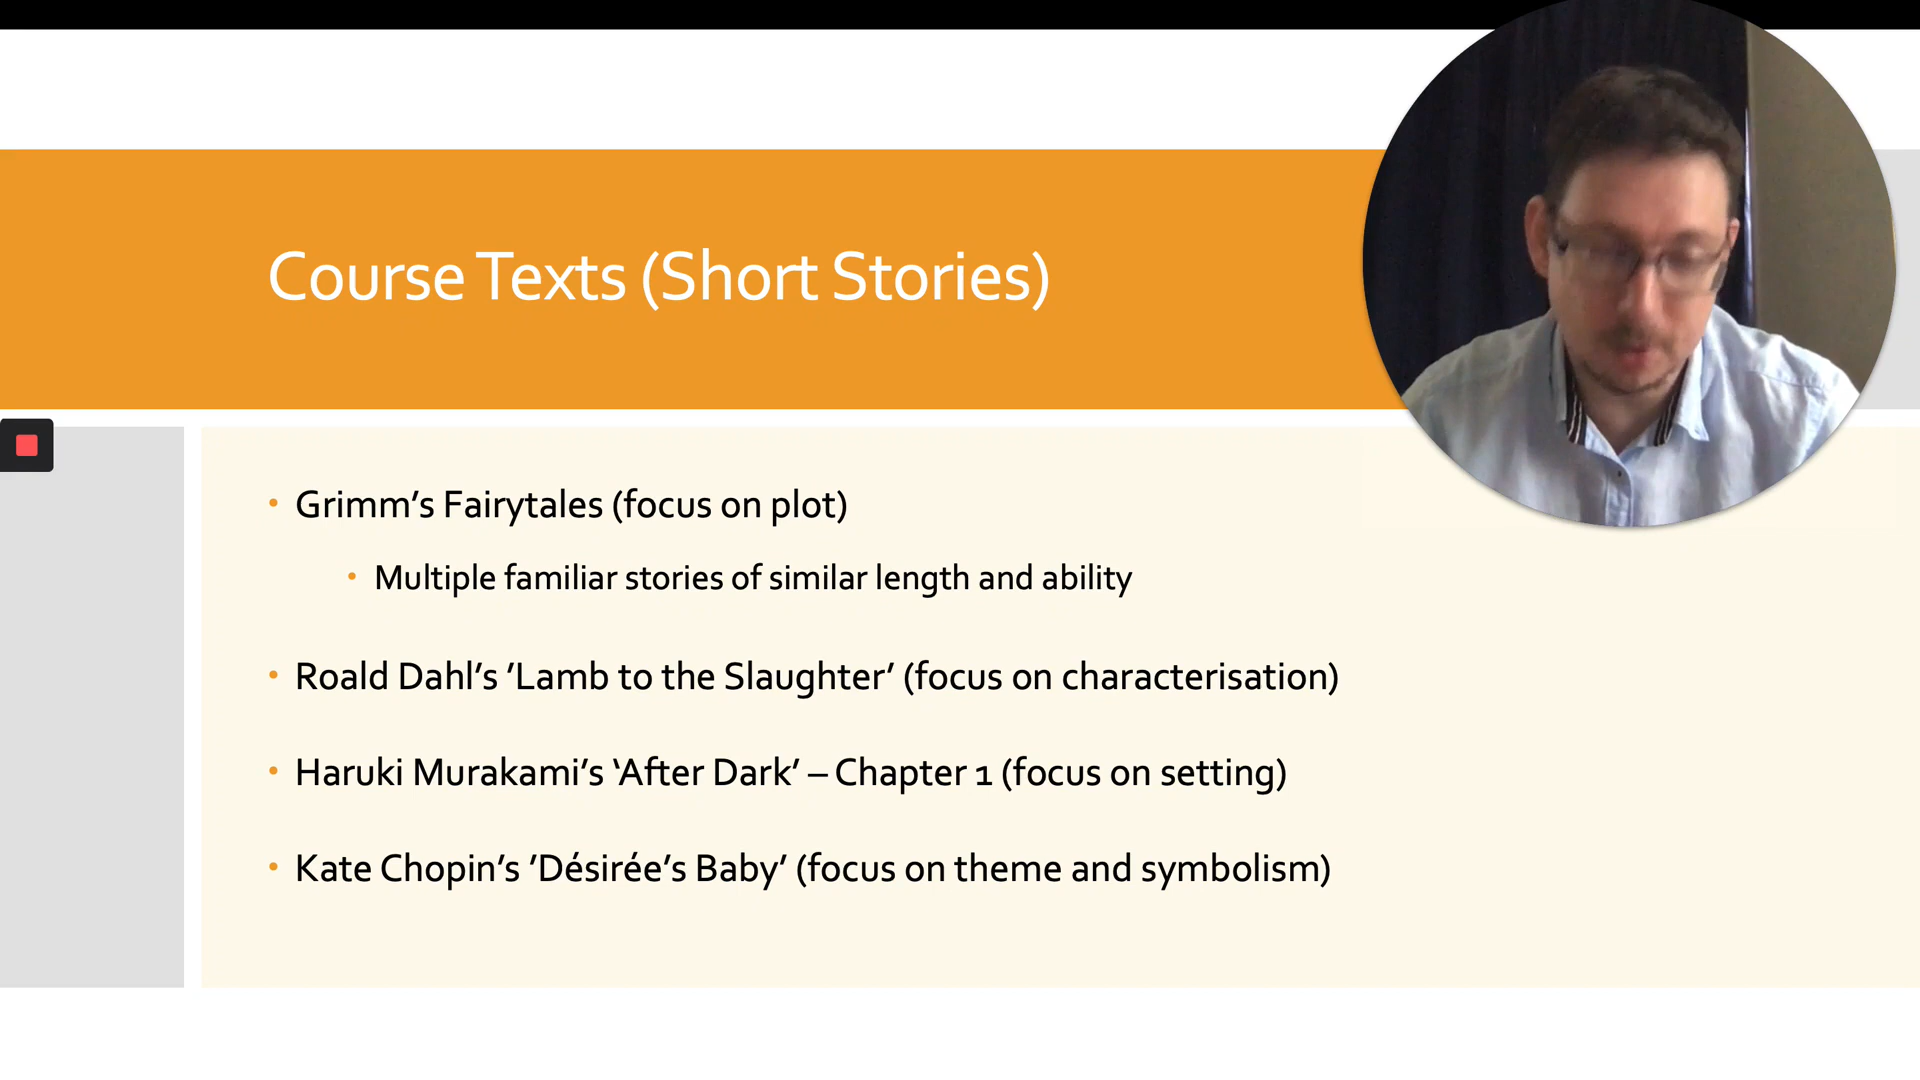 Course Texts (Short Stories)
• Grimm’s Fairytales (focus on plot)
• Multiple familiar stories of similar length and ability
• Roald Dahl’s ’Lamb to the Slaughter’ (focus on characterisation)
• Haruki Murakami’s ‘After Dark’ – Chapter 1 (focus on setting)
• Kate Chopin’s ’Désirée’s Baby’ (focus on theme and symbolism)